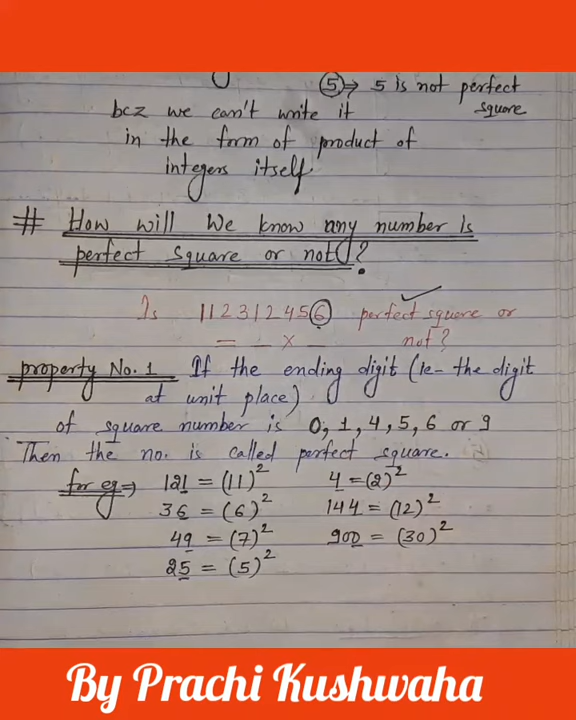 ⑤ ⇒ 5 is not perfect square
bcz we can't write it
in the form of product of
integers itself
# How will We know any number is
perfect square or not?
Is 112312456 perfect square or
not?
property No. 1 If the ending digit (ie- the digit
at unit place)
of square number is 0, 1, 4, 5, 6 or 9
Then the no. is called perfect square.
for eg ⇒ 121 = (11)² 4 = (2)²
36 = (6)² 144 = (12)²
49 = (7)² 900 = (30)²
25 = (5)²
By Prachi Kushwaha